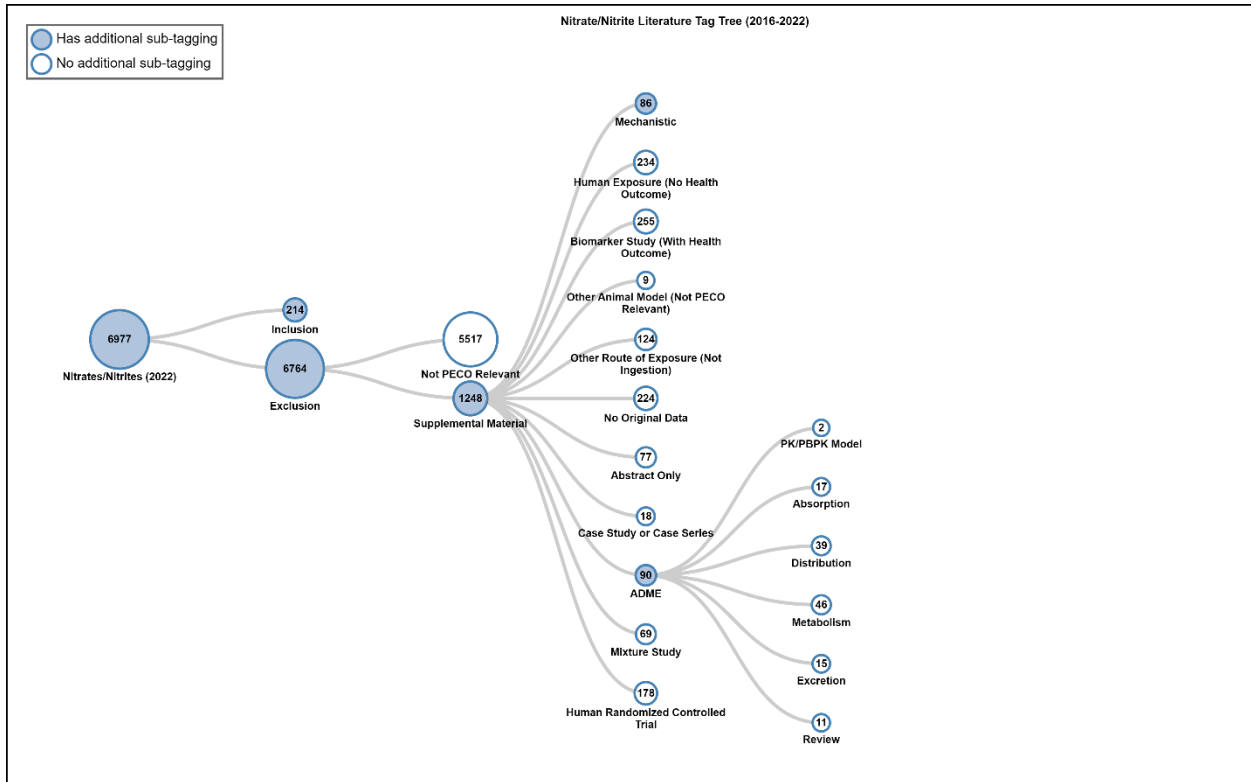 Nitrate/Nitrite Literature Tag Tree (2016-2022)
Has additional sub-tagging
No additional sub-tagging
6977
Nitrates/Nitrites (2022)
214
Inclusion
6764
Exclusion
5517
Not PECO Relevant
1248
Supplemental Material
86
Mechanistic
234
Human Exposure (No Health
Outcome)
255
Biomarker Study (With Health
Outcome)
9
Other Animal Model (Not PECO
Relevant)
124
Other Route of Exposure (Not
Ingestion)
224
No Original Data
77
Abstract Only
18
Case Study or Case Series
90
ADME
69
MIxture Study
178
Human Randomized Controlled
Trial
2
PK/PBPK Model
17
Absorption
39
Distribution
46
Metabolism
15
Excretion
11
Review